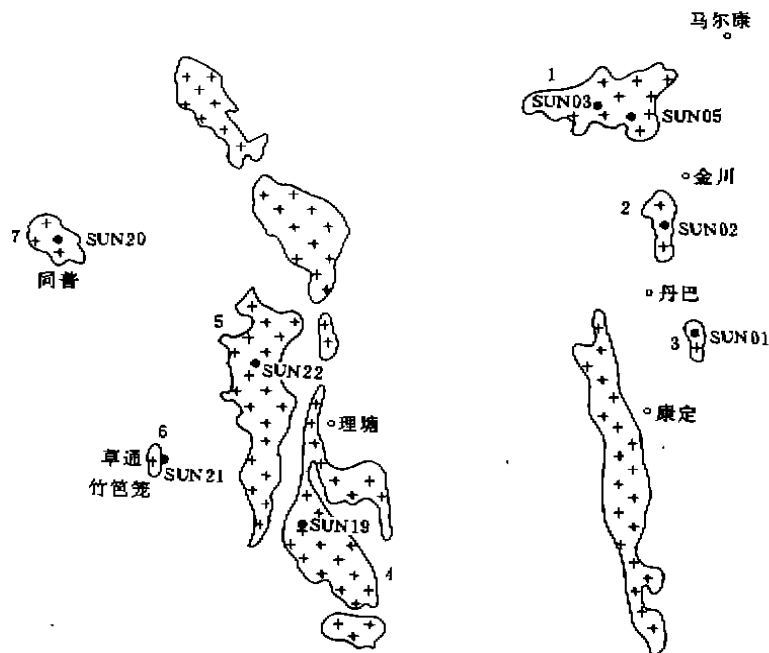 马尔康
1
SUN03
SUN05
金川
2
SUN02
7
SUN20
同普
丹巴
5
3
SUN01
SUN22
康定
理塘
6
草通
SUN21
竹笆笼
SUN19
4